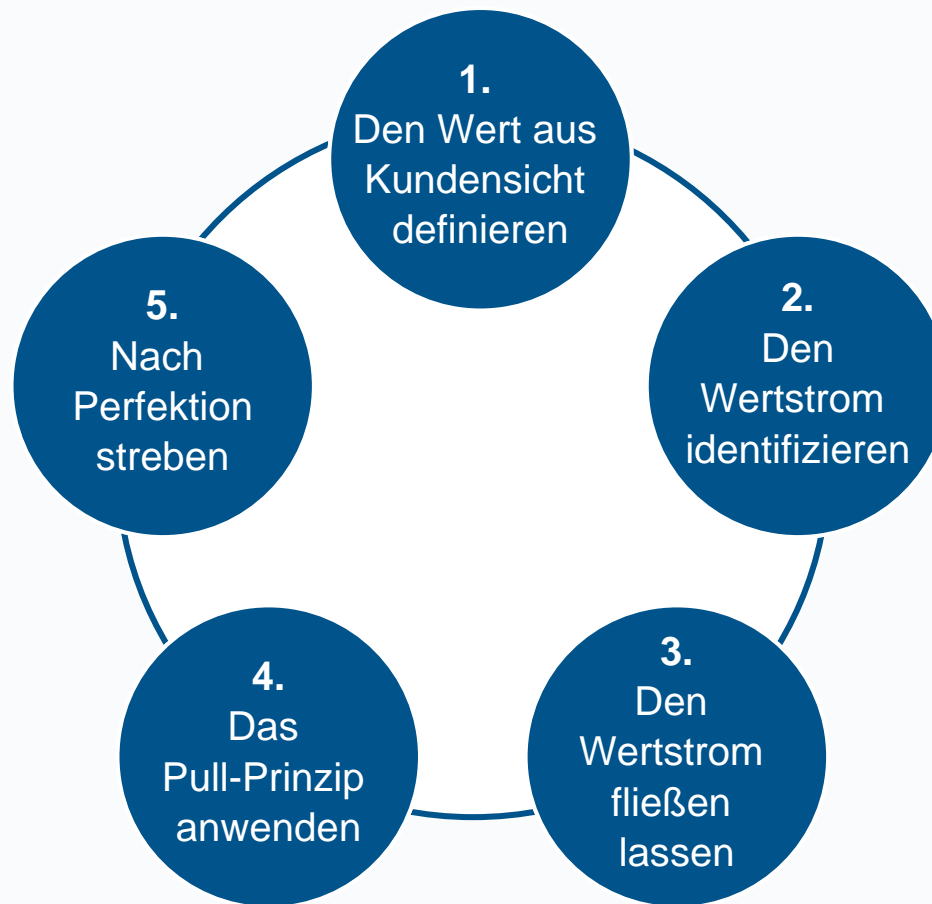 1.
Den Wert aus
Kundensicht
definieren
2.
Den
Wertstrom
identifizieren
3.
Den
Wertstrom
fließen
lassen
4.
Das
Pull-Prinzip
anwenden
5.
Nach
Perfektion
streben